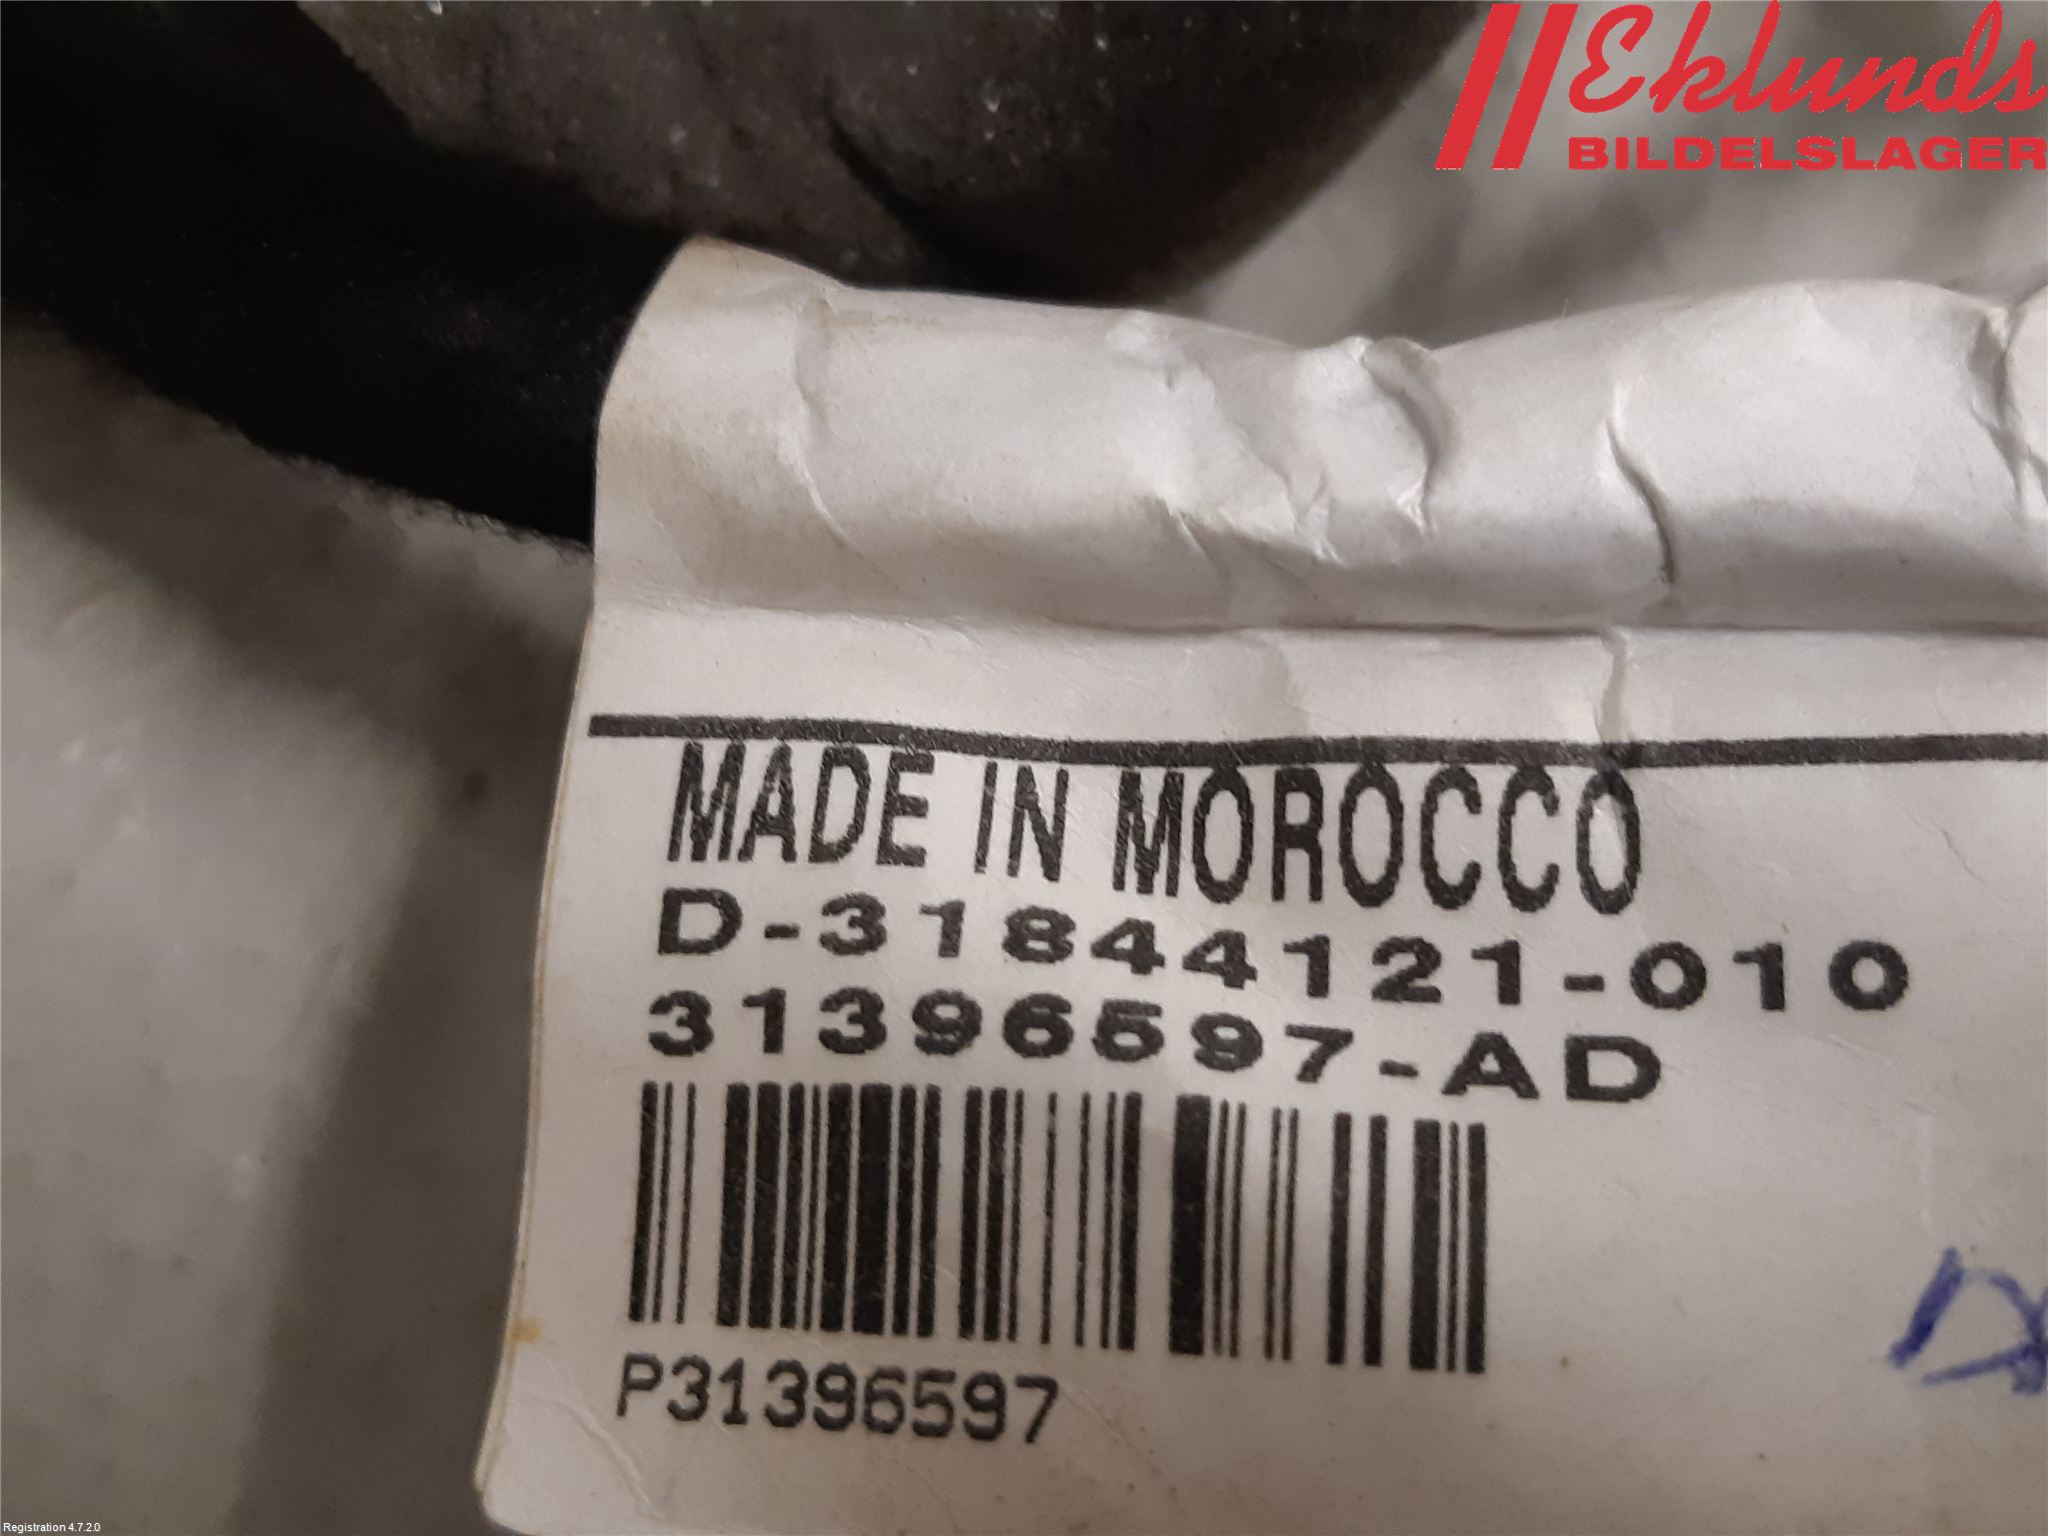 Eklunds
BILDELSLAGER
MADE IN MOROCCO
D-31844121-010
31396597-AD
P31396597
Registration 4.7.2.0